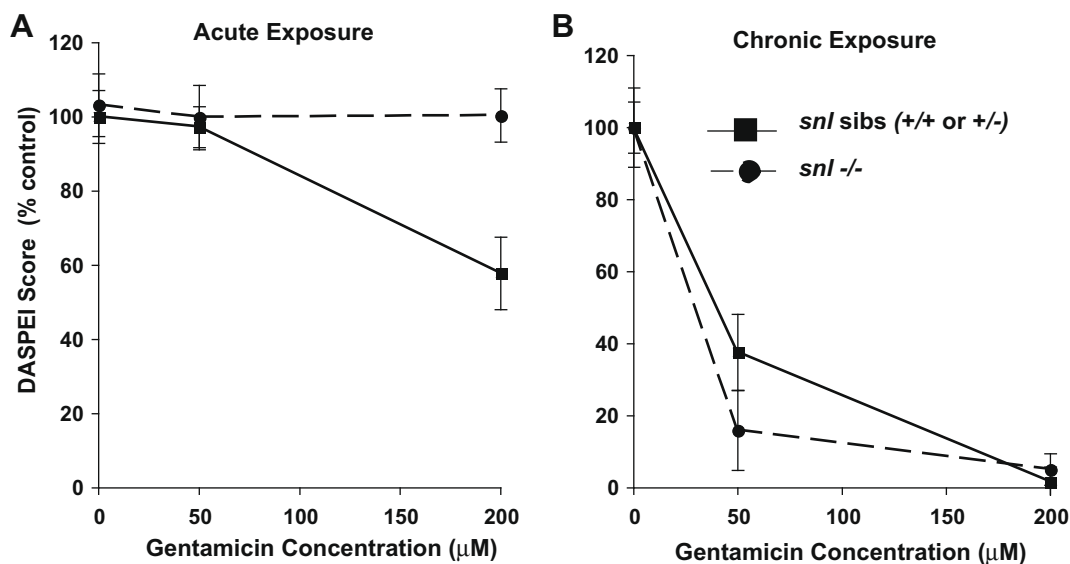 A
Acute Exposure
DASPEI Score (% control)
120
100
80
60
40
20
0
0 50 100 150 200
Gentamicin Concentration (μM)
B
Chronic Exposure
snl sibs (+/+ or +/-)
snl -/-
120
100
80
60
40
20
0
0 50 100 150 200
Gentamicin Concentration (μM)